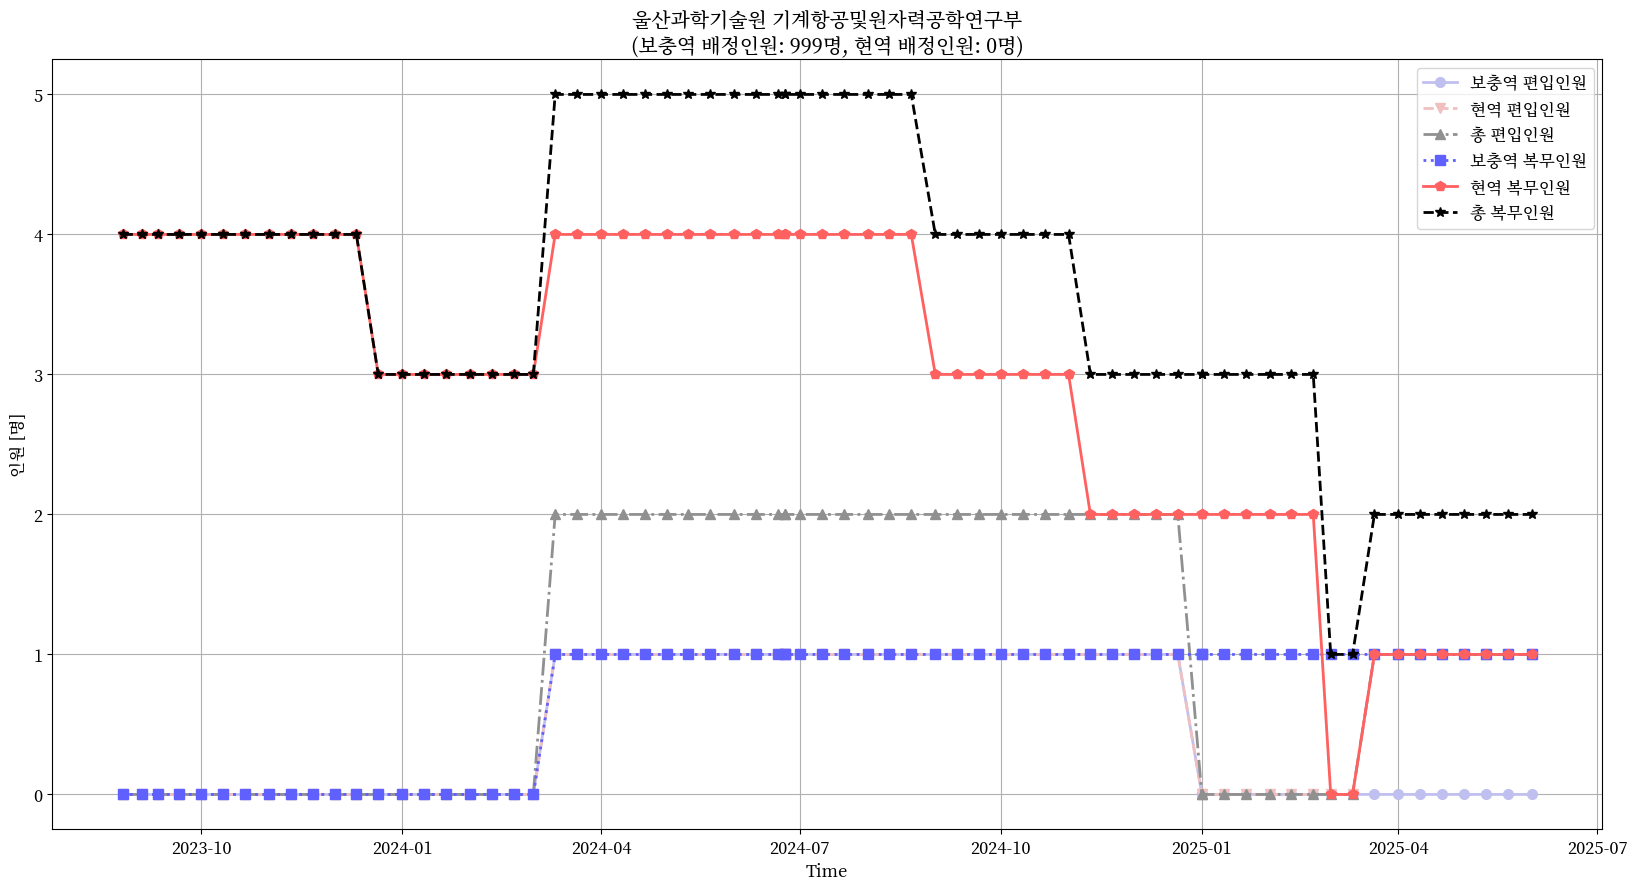 울산과학기술원 기계항공및원자력공학연구부
(보충역 배정인원: 999명, 현역 배정인원: 0명)
보충역 편입인원
현역 편입인원
총 편입인원
보충역 복무인원
현역 복무인원
총 복무인원
5
4
3
2
1
0
인원 [명]
2023-10 2024-01 2024-04 2024-07 2024-10 2025-01 2025-04 2025-07
Time